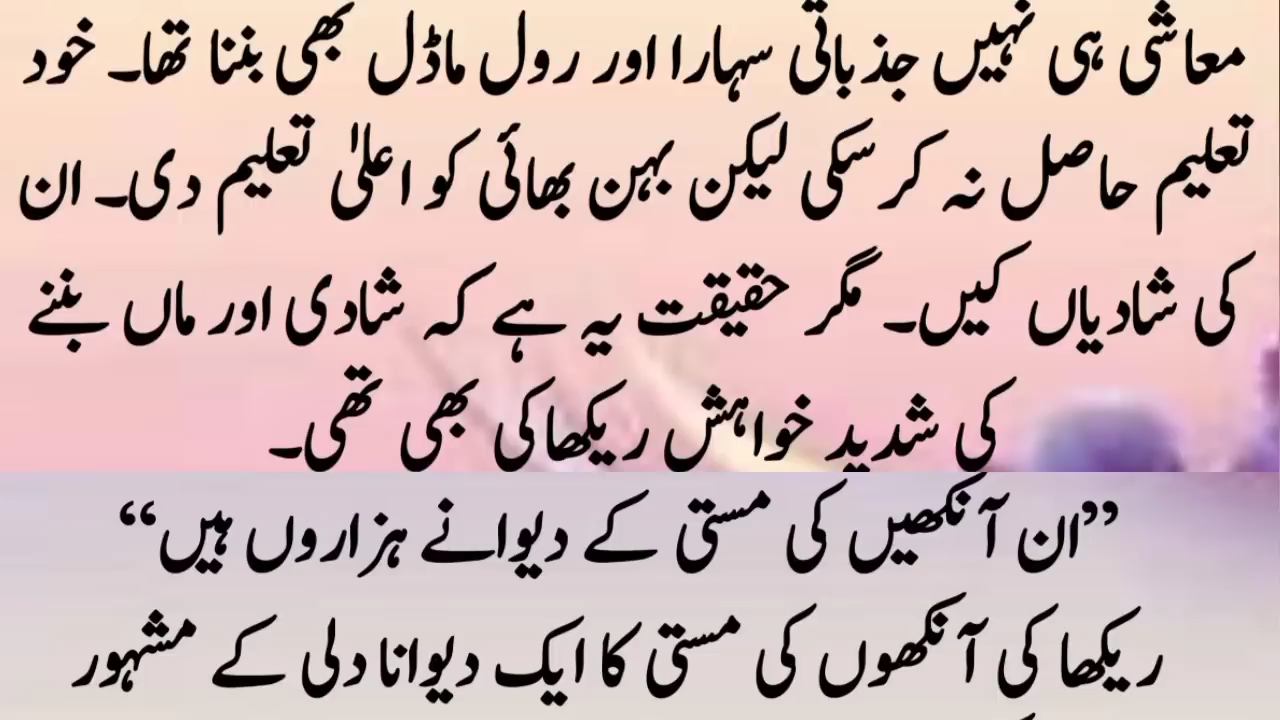 معاشی ہی نہیں جذباتی سہارا اور رول ماڈل بھی بننا تھا۔ خود
تعلیم حاصل نہ کر سکی لیکن بہن بھائی کو اعلیٰ تعلیم دی۔ ان
کی شادیاں کیں۔ مگر حقیقت یہ ہے کہ شادی اور ماں بننے
کی شدید خواہش ریکھا کی بھی تھی۔
”ان آنکھیں کی مستی کے دیوانے ہزاروں ہیں“
ریکھا کی آنکھوں کی مستی کا ایک دیوانا دلی کے مشہور